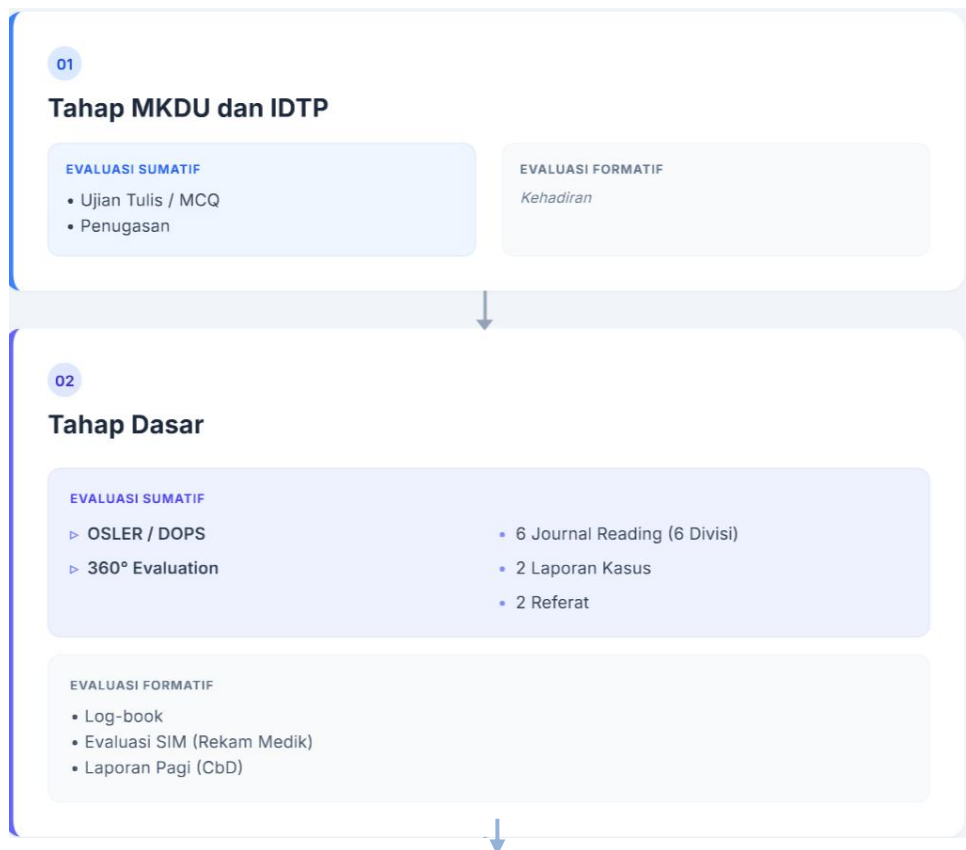 01
Tahap MKDU dan IDTP
EVALUASI SUMATIF
• Ujian Tulis / MCQ
• Penugasan
EVALUASI FORMATIF
Kehadiran
02
Tahap Dasar
EVALUASI SUMATIF
▹ OSLER / DOPS
▹ 360° Evaluation
• 6 Journal Reading (6 Divisi)
• 2 Laporan Kasus
• 2 Referat
EVALUASI FORMATIF
• Log-book
• Evaluasi SIM (Rekam Medik)
• Laporan Pagi (CbD)